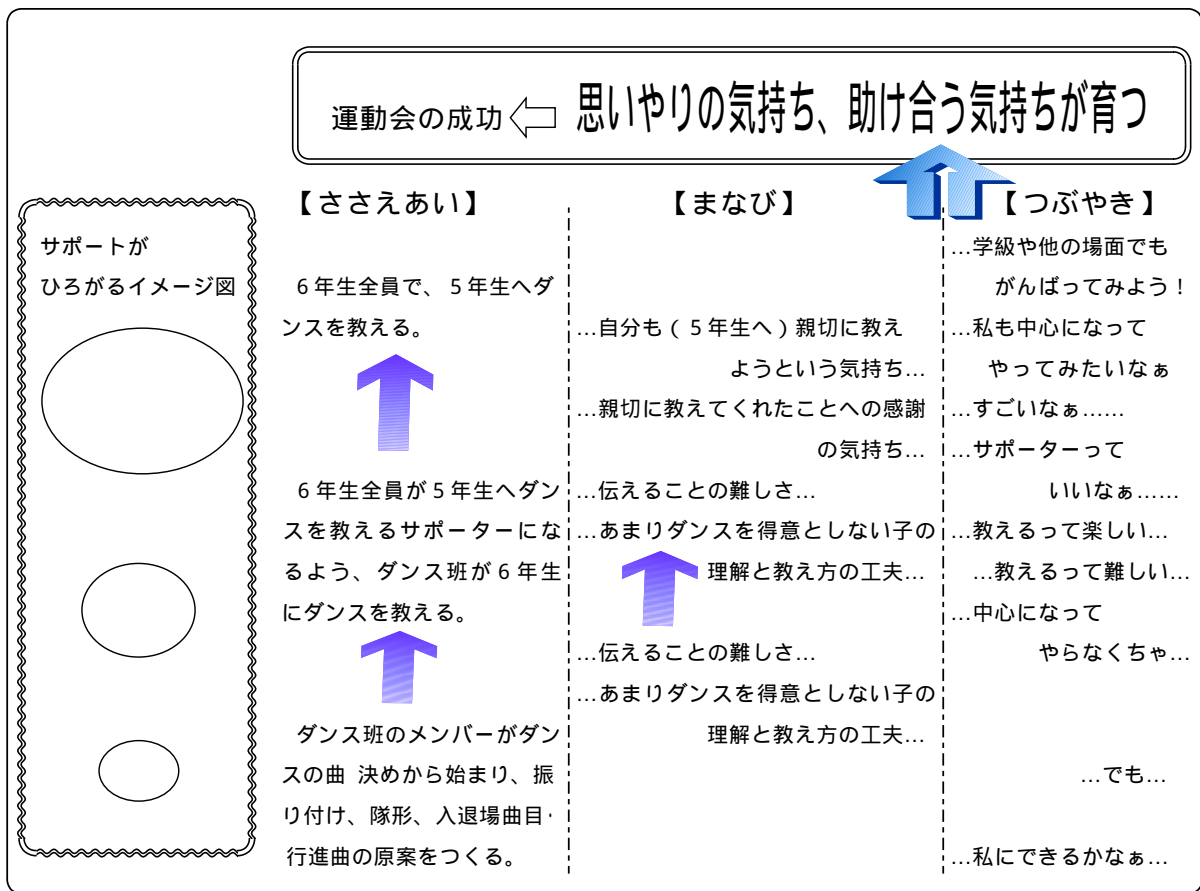 運動会の成功 思いやりの気持ち、助け合う気持ちが育つ
サポートが
ひろがるイメージ図
【ささえあい】
6年生全員で、5年生へダ
ンスを教える。
6年生全員が5年生へダン
スを教えるサポーターにな
るよう、ダンス班が6年生
にダンスを教える。
ダンス班のメンバーがダン
スの曲 決めから始まり、振
り付け、隊形、入退場曲目・
行進曲の原案をつくる。
【まなび】
…自分も(5年生へ)親切に教え
ようという気持ち…
…親切に教えてくれたことへの感謝
の気持ち…
…伝えることの難しさ…
…あまりダンスを得意としない子の
理解と教え方の工夫…
…伝えることの難しさ…
…あまりダンスを得意としない子の
理解と教え方の工夫…
【つぶやき】
…学級や他の場面でも
がんばってみよう!
…私も中心になって
やってみたいなぁ
…すごいなぁ……
…サポーターって
いいなぁ……
…教えるって楽しい…
…教えるって難しい…
…中心になって
やらなくちゃ…
…でも…
…私にできるかなぁ…